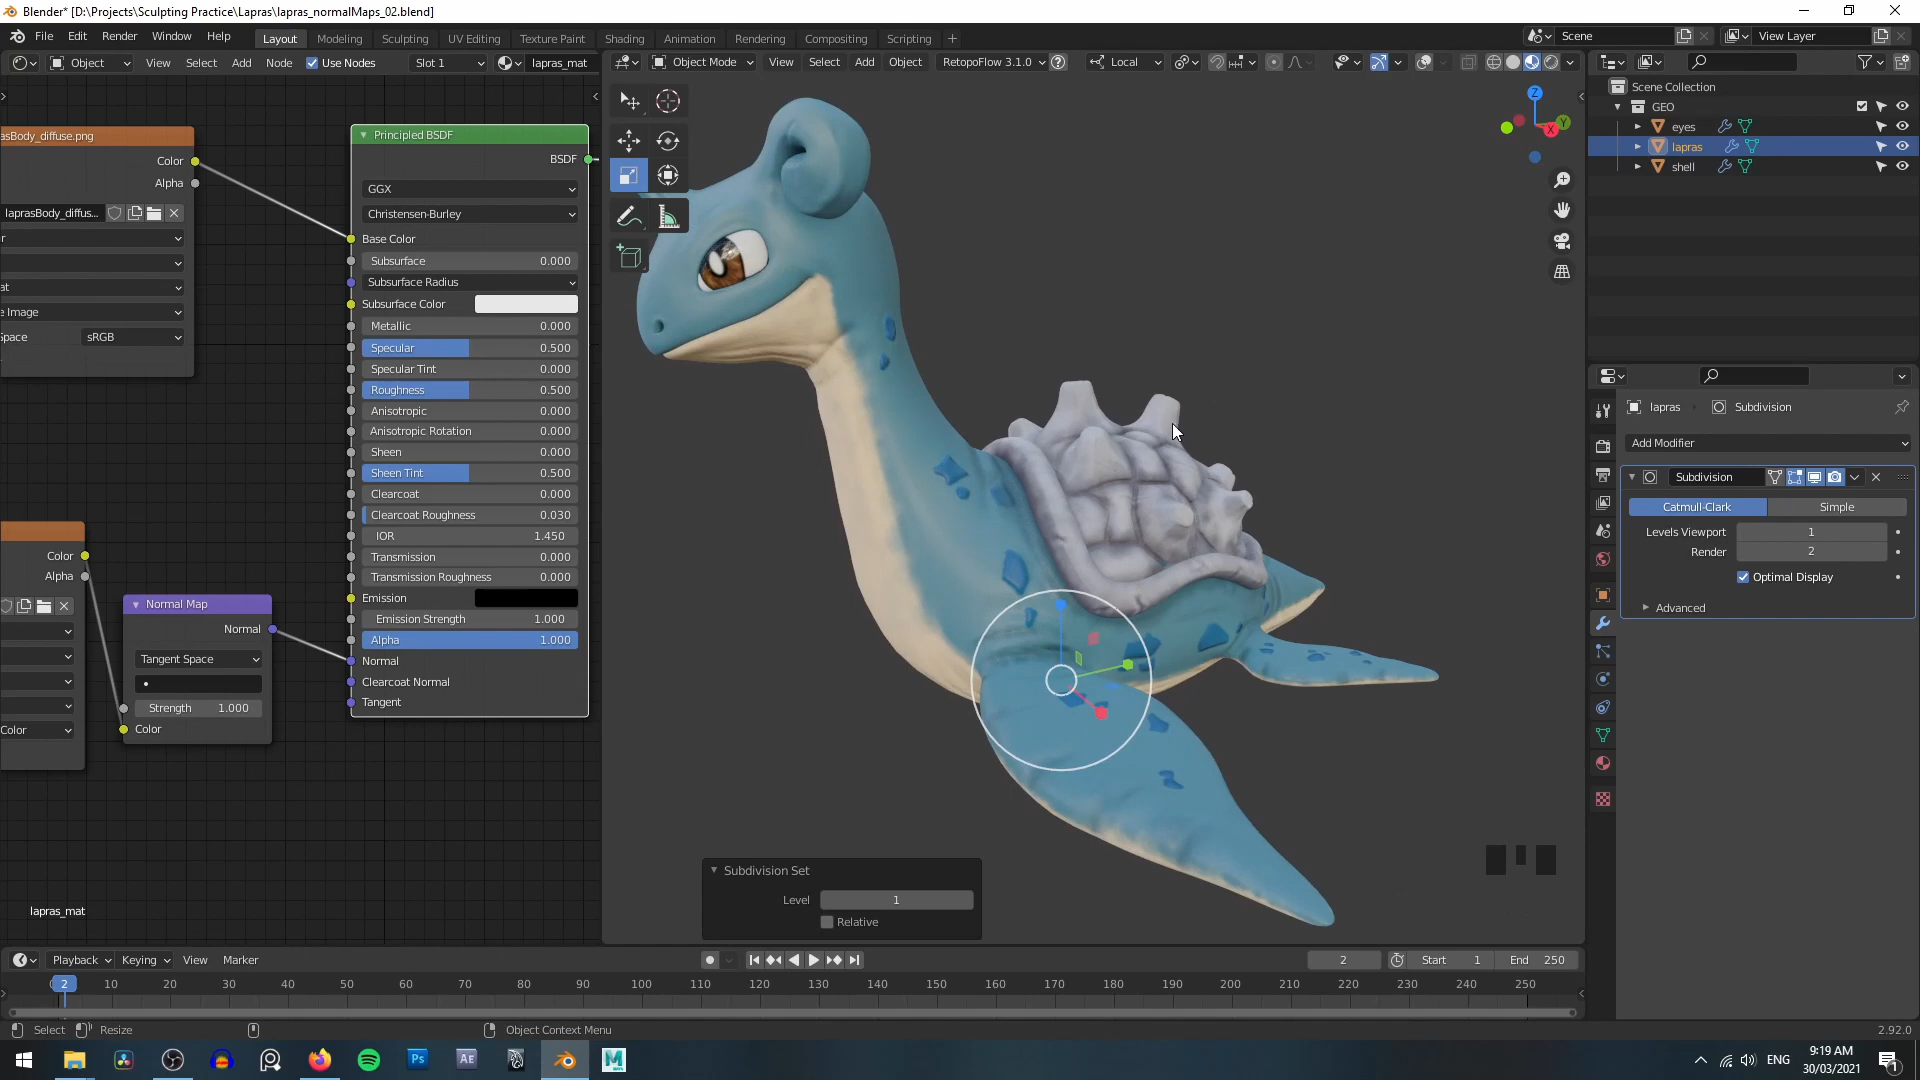 Blender* [D:\Projects\Sculpting Practice\Lapras\lapras_normalMaps_02.blend]
File Edit Render Window Help
Layout Modeling Sculpting UV Editing Texture Paint Shading Animation Rendering Compositing Scripting
Scene
View Layer
Object View Select Add Node Use Nodes Slot 1 lapras_mat
Object Mode View Select Add Object RetopoFlow 3.1.0 Local
Scene Collection
GEO
eyes
lapras
shell
asBody_diffuse.png
Color
Alpha
laprasBody_diffus...
r
at
e Image
Space sRGB
Principled BSDF
BSDF
GGX
Christensen-Burley
Base Color
Subsurface 0.000
Subsurface Radius
Subsurface Color
Metallic 0.000
Specular 0.500
Specular Tint 0.000
Roughness 0.500
Anisotropic 0.000
Anisotropic Rotation 0.000
Sheen 0.000
Sheen Tint 0.500
Clearcoat 0.000
Clearcoat Roughness 0.030
IOR 1.450
Transmission 0.000
Transmission Roughness 0.000
Emission
Emission Strength 1.000
Alpha 1.000
Normal
Clearcoat Normal
Tangent
Color
Alpha
Color
Normal Map
Normal
Tangent Space
Strength 1.000
Color
lapras_mat
Z
Y
X
Subdivision Set
Level 1
Relative
lapras Subdivision
Add Modifier
Subdivision
Catmull-Clark Simple
Levels Viewport 1
Render 2
Optimal Display
Advanced
Playback Keying View Marker
2 Start 1 End 250
2 10 20 30 40 50 60 70 80 90 100 110 120 130 140 150 160 170 180 190 200 210 220 230 240 250
Select Resize Object Context Menu 2.92.0
Ps Ae M
ENG
9:19 AM
30/03/2021
1